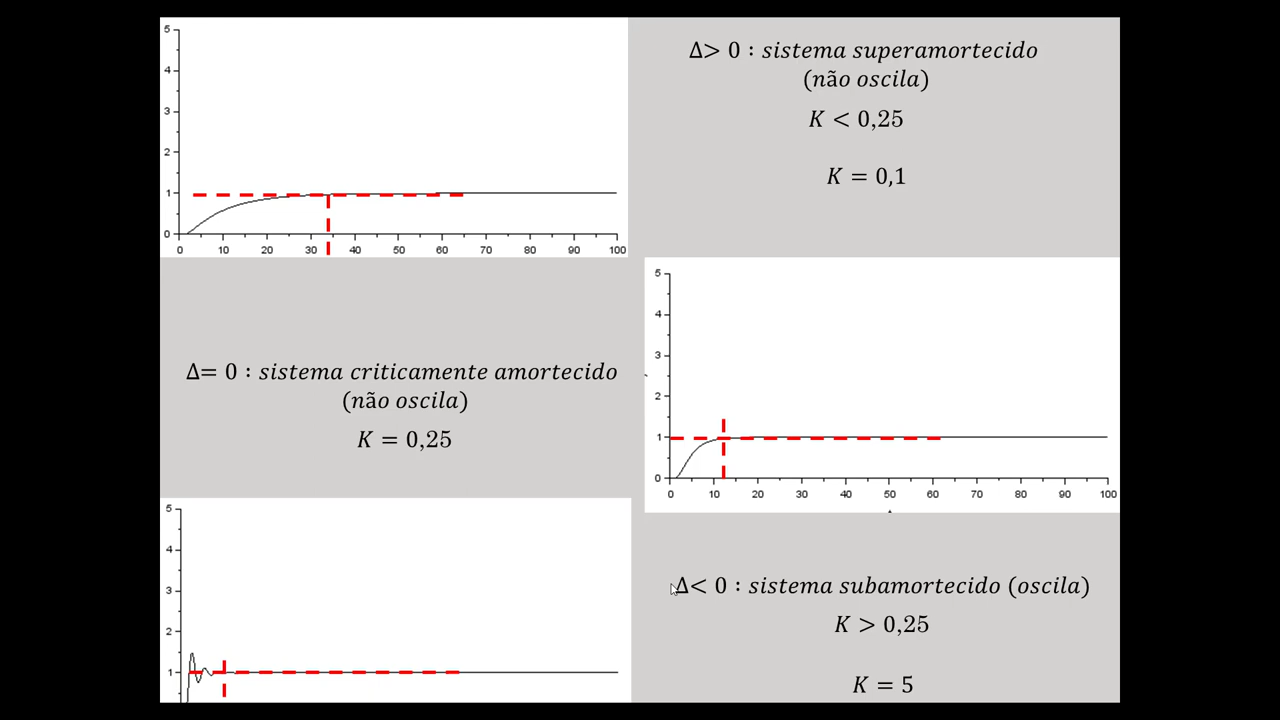 5
4
3
2
1
0
0 10 20 30 40 50 60 70 80 90 100
Δ> 0 : sistema superamortecido
(não oscila)
K < 0,25
K = 0,1
Δ= 0 : sistema criticamente amortecido
(não oscila)
K = 0,25
5
4
3
2
1
0
0 10 20 30 40 50 60 70 80 90 100
5
4
3
2
1
Δ< 0 : sistema subamortecido (oscila)
K > 0,25
K = 5